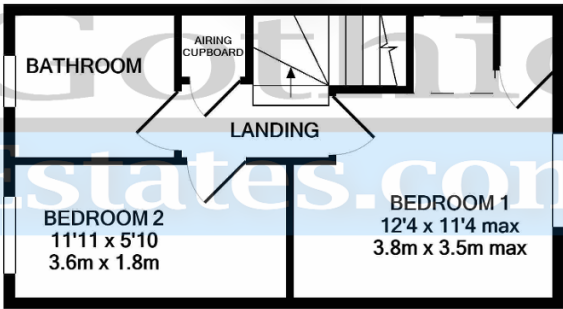 Gothic
AIRING
CUPBOARD
BATHROOM
LANDING
Estates.com
BEDROOM 2
11'11 x 5'10
3.6m x 1.8m
BEDROOM 1
12'4 x 11'4 max
3.8m x 3.5m max